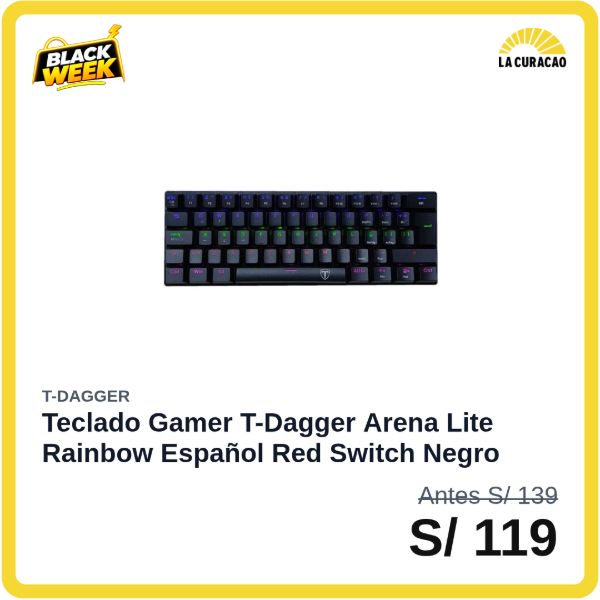 BLACK
WEEK
LA CURACAO
T-DAGGER
Teclado Gamer T-Dagger Arena Lite
Rainbow Español Red Switch Negro
Antes S/ 139
S/ 119